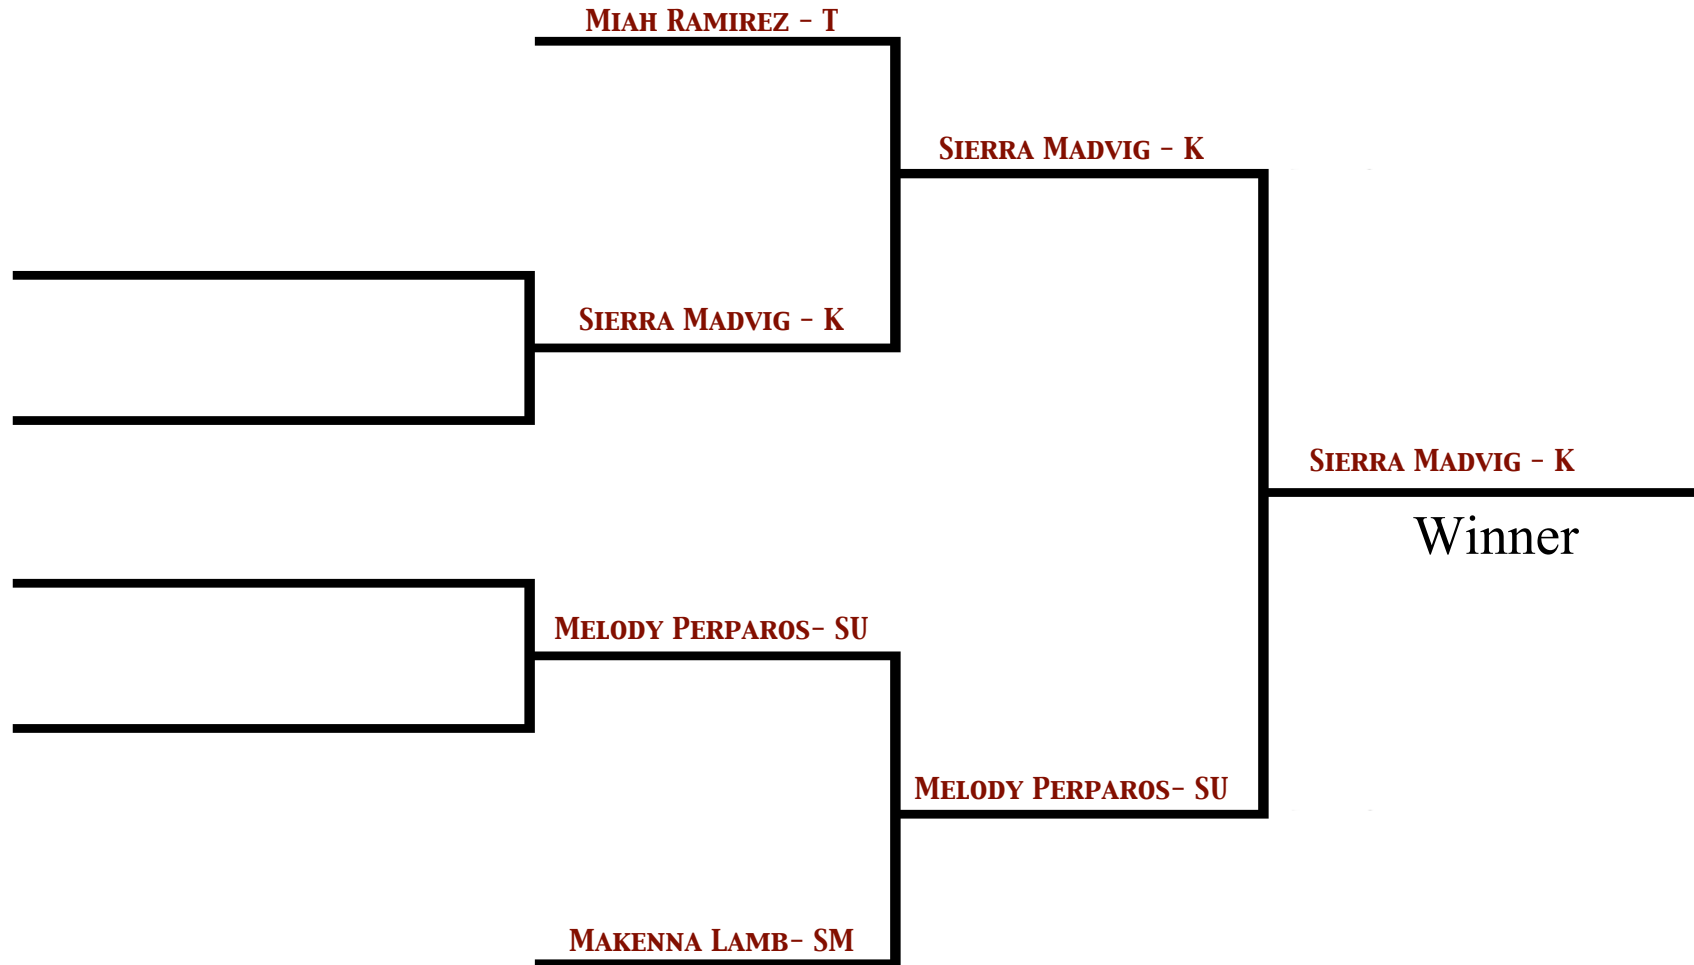 Miah Ramirez - T
Sierra Madvig - K
Sierra Madvig - K
Sierra Madvig - K
Winner
Melody Perparos- SU
Melody Perparos- SU
Makenna Lamb- SM